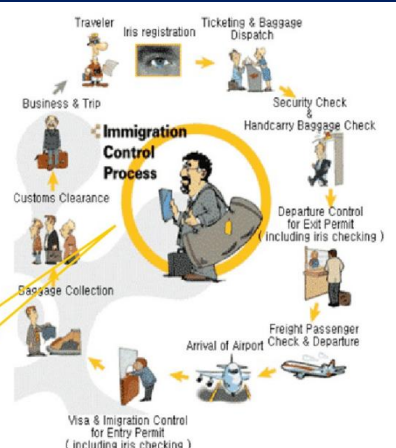 Traveler
Iris registration
Ticketing & Baggage
Dispatch
Security Check
&
Handcarry Baggage Check
Departure Control
for Exit Permit
( including iris checking )
Freight Passenger
Check & Departure
Arrival of Airport
Visa & Imigration Control
for Entry Permit
( including iris checking )
Baggage Collection
Customs Clearance
Business & Trip
Immigration
Control
Process